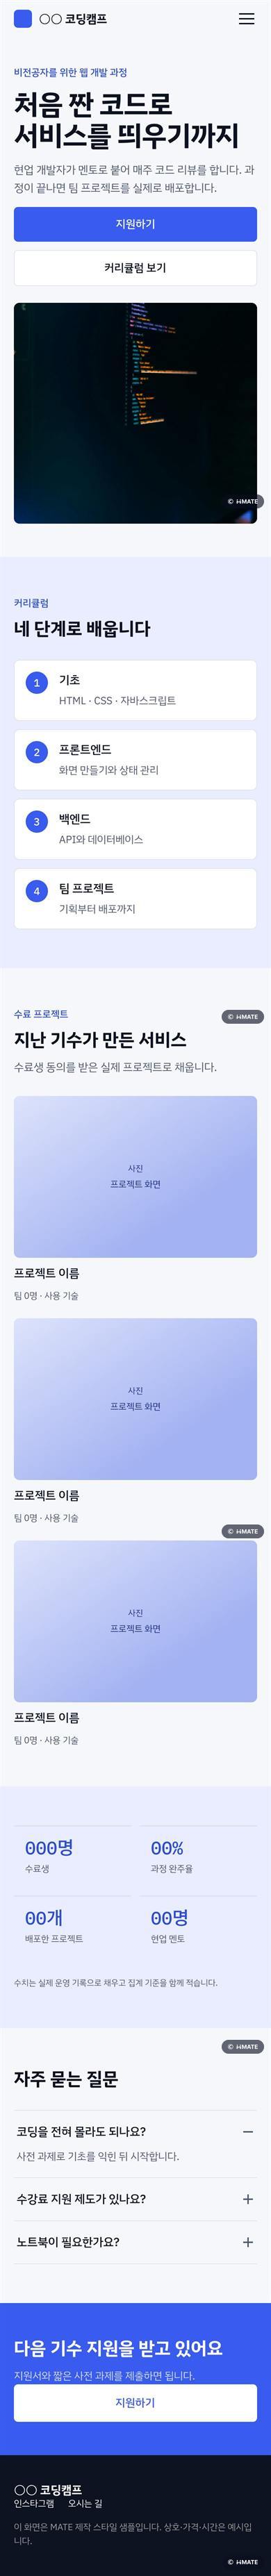 ○○ 코딩캠프
비전공자를 위한 웹 개발 과정
처음 짠 코드로
서비스를 띄우기까지
현업 개발자가 멘토로 붙어 매주 코드 리뷰를 합니다. 과
정이 끝나면 팀 프로젝트를 실제로 배포합니다.
지원하기
커리큘럼 보기
© MATE
커리큘럼
네 단계로 배웁니다
1 기초
HTML · CSS · 자바스크립트
2 프론트엔드
화면 만들기와 상태 관리
3 백엔드
API와 데이터베이스
4 팀 프로젝트
기획부터 배포까지
수료 프로젝트
© MATE
지난 기수가 만든 서비스
수료생 동의를 받은 실제 프로젝트로 채웁니다.
사진
프로젝트 화면
프로젝트 이름
팀 0명 · 사용 기술
사진
프로젝트 화면
프로젝트 이름
팀 0명 · 사용 기술
© MATE
사진
프로젝트 화면
프로젝트 이름
팀 0명 · 사용 기술
000명 00%
수료생 과정 완주율
00개 00명
배포한 프로젝트 현업 멘토
수치는 실제 운영 기록으로 채우고 집계 기준을 함께 적습니다.
© MATE
자주 묻는 질문
코딩을 전혀 몰라도 되나요?
사전 과제로 기초를 익힌 뒤 시작합니다.
수강료 지원 제도가 있나요?
노트북이 필요한가요?
다음 기수 지원을 받고 있어요
지원서와 짧은 사전 과제를 제출하면 됩니다.
지원하기
○○ 코딩캠프
인스타그램 오시는 길
이 화면은 MATE 제작 스타일 샘플입니다. 상호·가격·시간은 예시입
니다.
© MATE